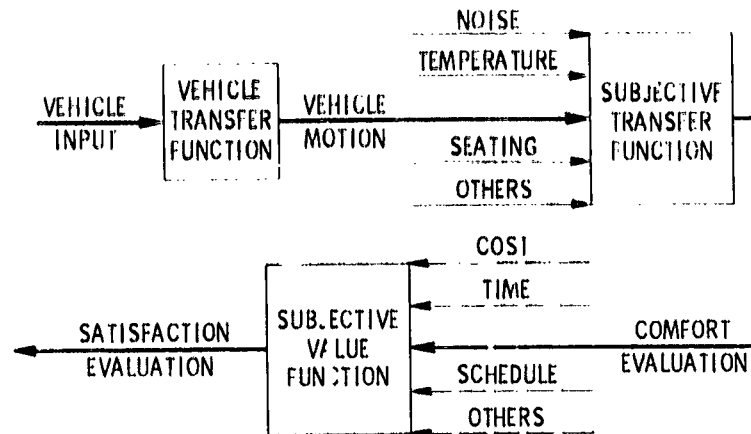 NOISE
TEMPERATURE
VEHICLE
INPUT
VEHICLE
TRANSFER
FUNCTION
VEHICLE
MOTION
SUBJECTIVE
TRANSFER
FUNCTION
SEATING
OTHERS
COST
TIME
SATISFACTION
EVALUATION
SUBJECTIVE
VALUE
FUNCTION
COMFORT
EVALUATION
SCHEDULE
OTHERS